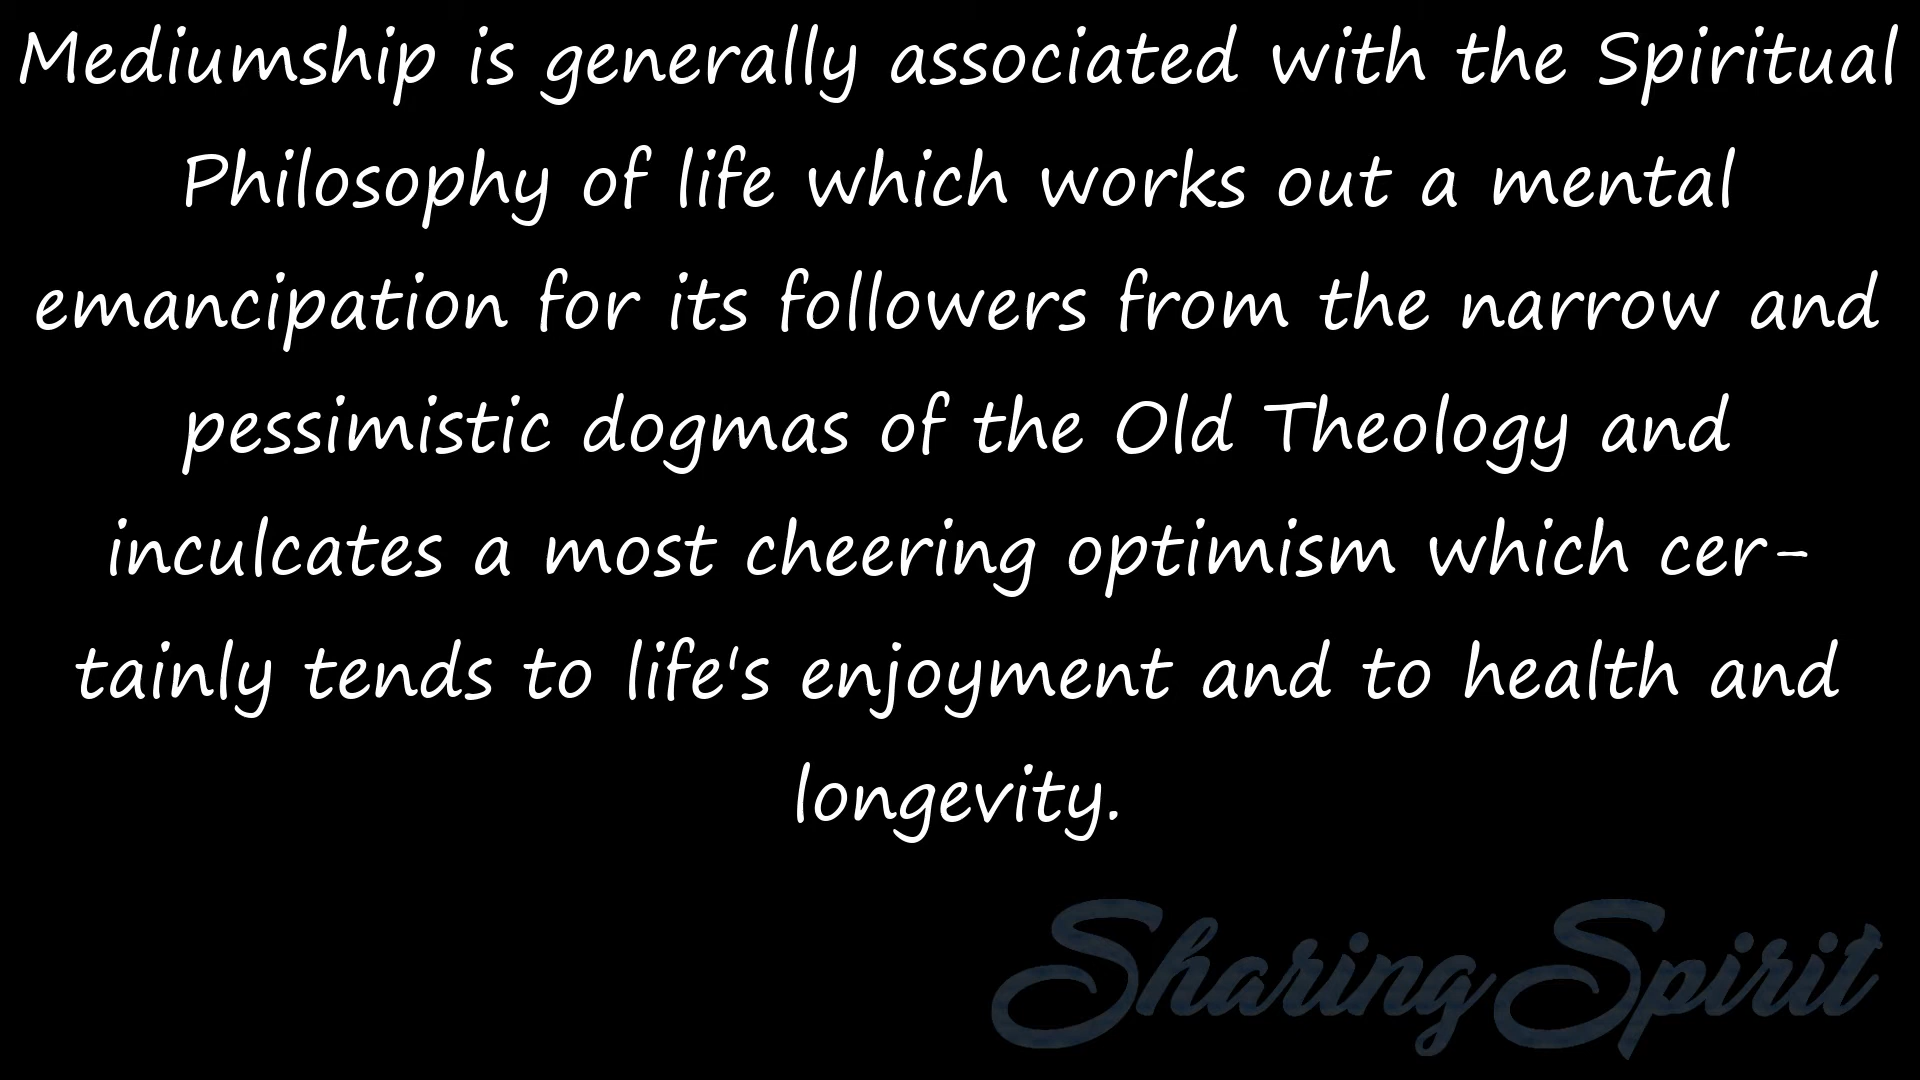 Mediumship is generally associated with the Spiritual
Philosophy of life which works out a mental
emancipation for its followers from the narrow and
pessimistic dogmas of the Old Theology and
inculcates a most cheering optimism which cer-
tainly tends to life's enjoyment and to health and
longevity.
Sharing Spirit